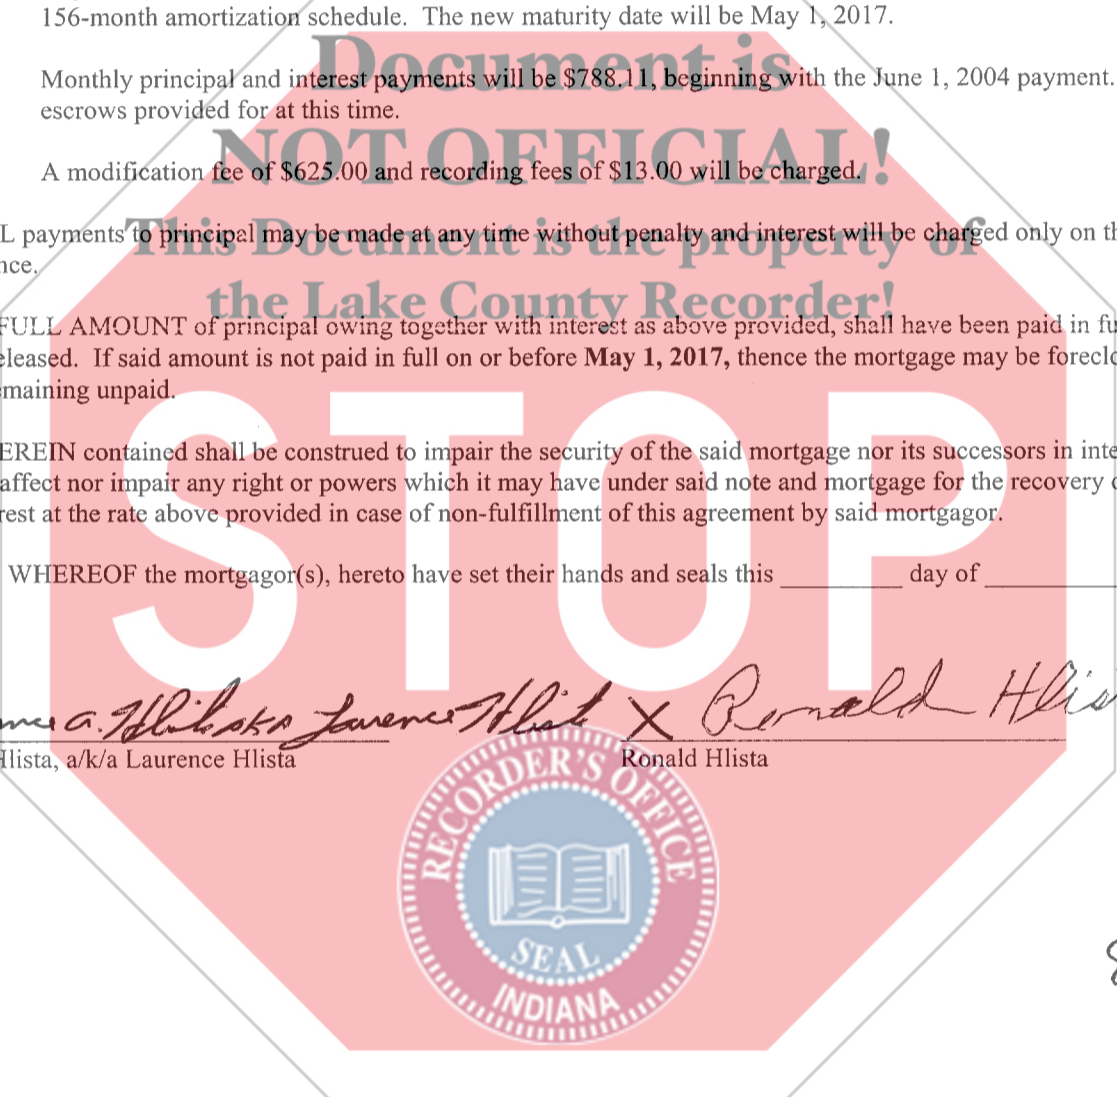 156-month amortization schedule. The new maturity date will be May 1, 2017.
Document is
Monthly principal and interest payments will be $788.11, beginning with the June 1, 2004 payment.
escrows provided for at this time.
NOT OFFICIAL!
A modification fee of $625.00 and recording fees of $13.00 will be charged.
This Document is the property of
L payments to principal may be made at any time without penalty and interest will be charged only on th
nce.
the Lake County Recorder!
FULL AMOUNT of principal owing together with interest as above provided, shall have been paid in fu
eleased. If said amount is not paid in full on or before May 1, 2017, thence the mortgage may be foreclo
maining unpaid.
STOP
EREIN contained shall be construed to impair the security of the said mortgage nor its successors in inte
affect nor impair any right or powers which it may have under said note and mortgage for the recovery
rest at the rate above provided in case of non-fulfillment of this agreement by said mortgagor.
WHEREOF the mortgagor(s), hereto have set their hands and seals this __________ day of __________
Laurence Hlista X Ronald Hlis
Hlista, a/k/a Laurence Hlista Ronald Hlista
RECORDER'S OFFICE
SEAL
INDIANA